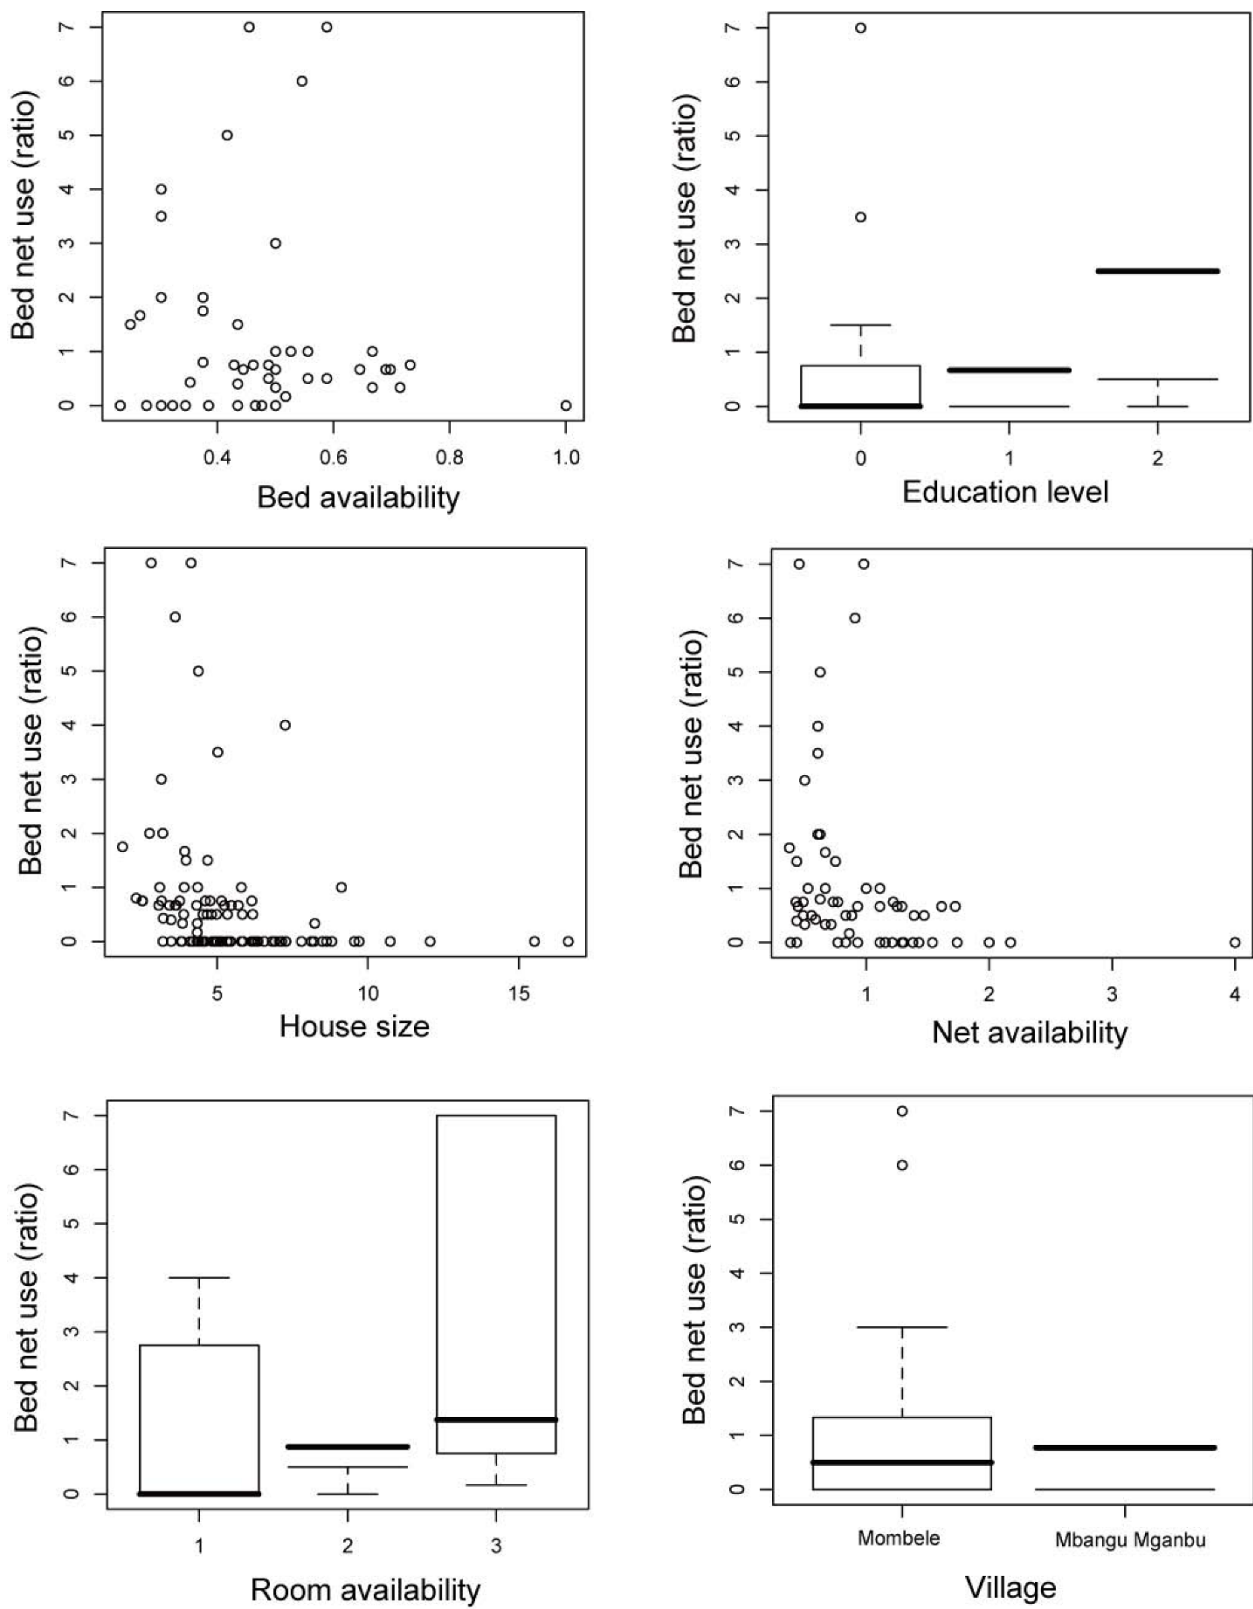 Bed net use (ratio)
7
6
5
4
3
2
1
0
0.4 0.6 0.8 1.0
Bed availability
Bed net use (ratio)
7
6
5
4
3
2
1
0
0 1 2
Education level
Bed net use (ratio)
7
6
5
4
3
2
1
0
5 10 15
House size
Bed net use (ratio)
7
6
5
4
3
2
1
0
1 2 3 4
Net availability
Bed net use (ratio)
7
6
5
4
3
2
1
0
1 2 3
Room availability
Bed net use (ratio)
7
6
5
4
3
2
1
0
Mombele Mbangu Mganbu
Village